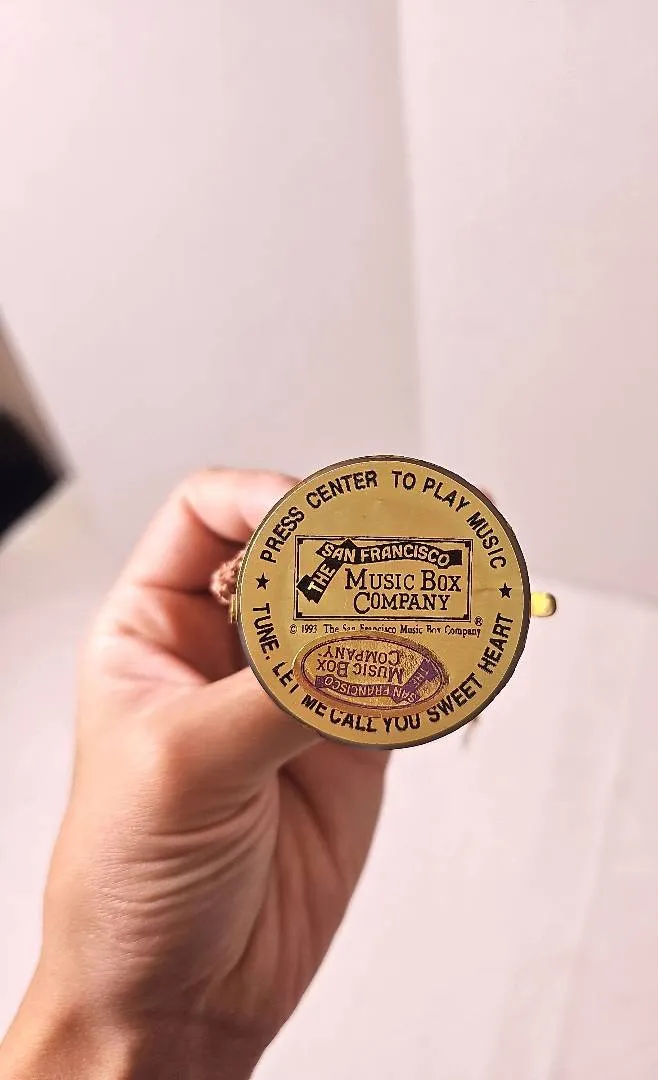 PRESS CENTER TO PLAY MUSIC
★ ★
THE SAN FRANCISCO
MUSIC BOX
COMPANY
®
© 1993 The San Francisco Music Box Company
THE
SAN FRANCISCO
MUSIC BOX
COMPANY
TUNE. LET ME CALL YOU SWEET HEART